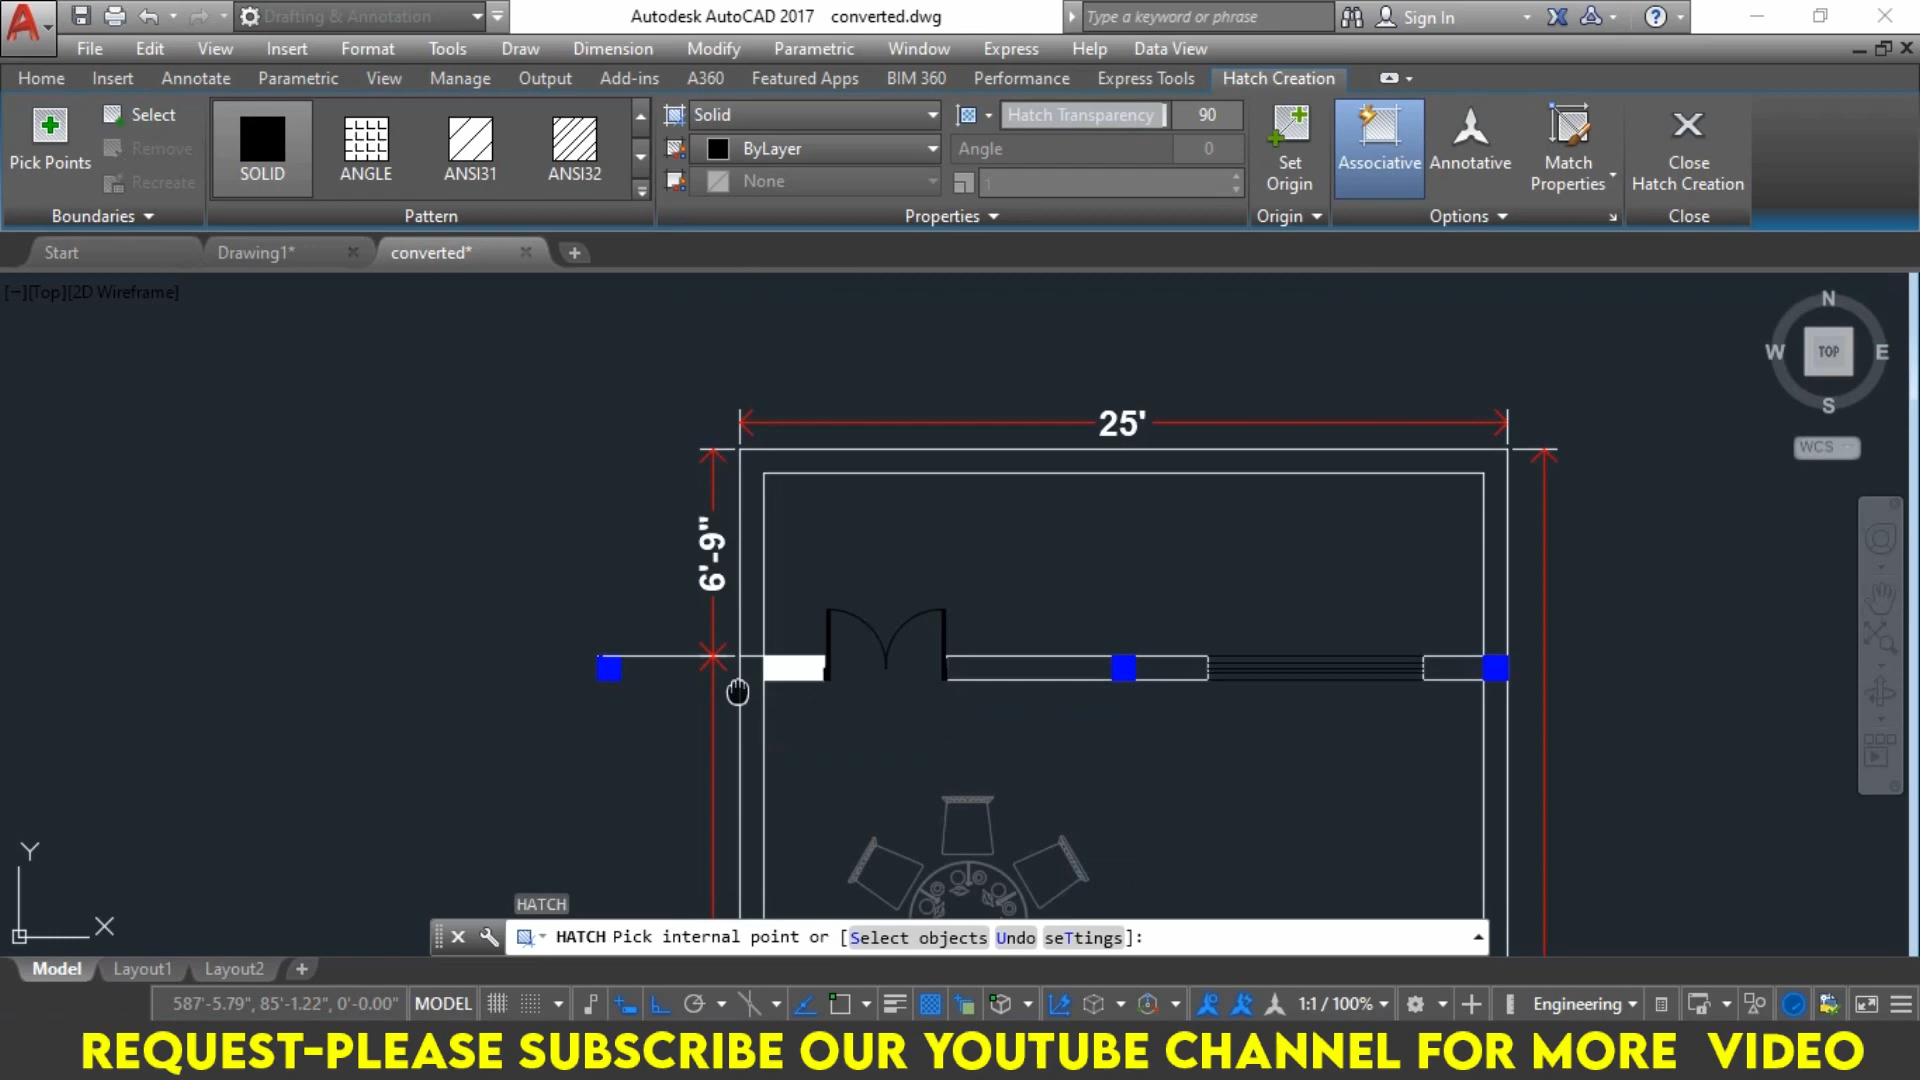 Drafting & Annotation
Autodesk AutoCAD 2017 converted.dwg
Type a keyword or phrase
Sign In
File Edit View Insert Format Tools Draw Dimension Modify Parametric Window Express Help Data View
Home Insert Annotate Parametric View Manage Output Add-ins A360 Featured Apps BIM 360 Performance Express Tools Hatch Creation
Pick Points
Select
Remove
Recreate
SOLID ANGLE ANSI31 ANSI32
Solid
ByLayer
None
Hatch Transparency 90
Angle 0
1
Set Origin
Associative
Annotative
Match Properties
Close Hatch Creation
Boundaries Pattern Properties Origin Options Close
Start Drawing1* converted*
[−][Top][2D Wireframe]
N
W TOP E
S
WCS
25'
6'-9"
Y
X
HATCH
HATCH Pick internal point or [Select objects Undo seTtings]:
Model Layout1 Layout2
587'-5.79", 85'-1.22", 0'-0.00" MODEL 1:1 / 100% Engineering
REQUEST-PLEASE SUBSCRIBE OUR YOUTUBE CHANNEL FOR MORE VIDEO